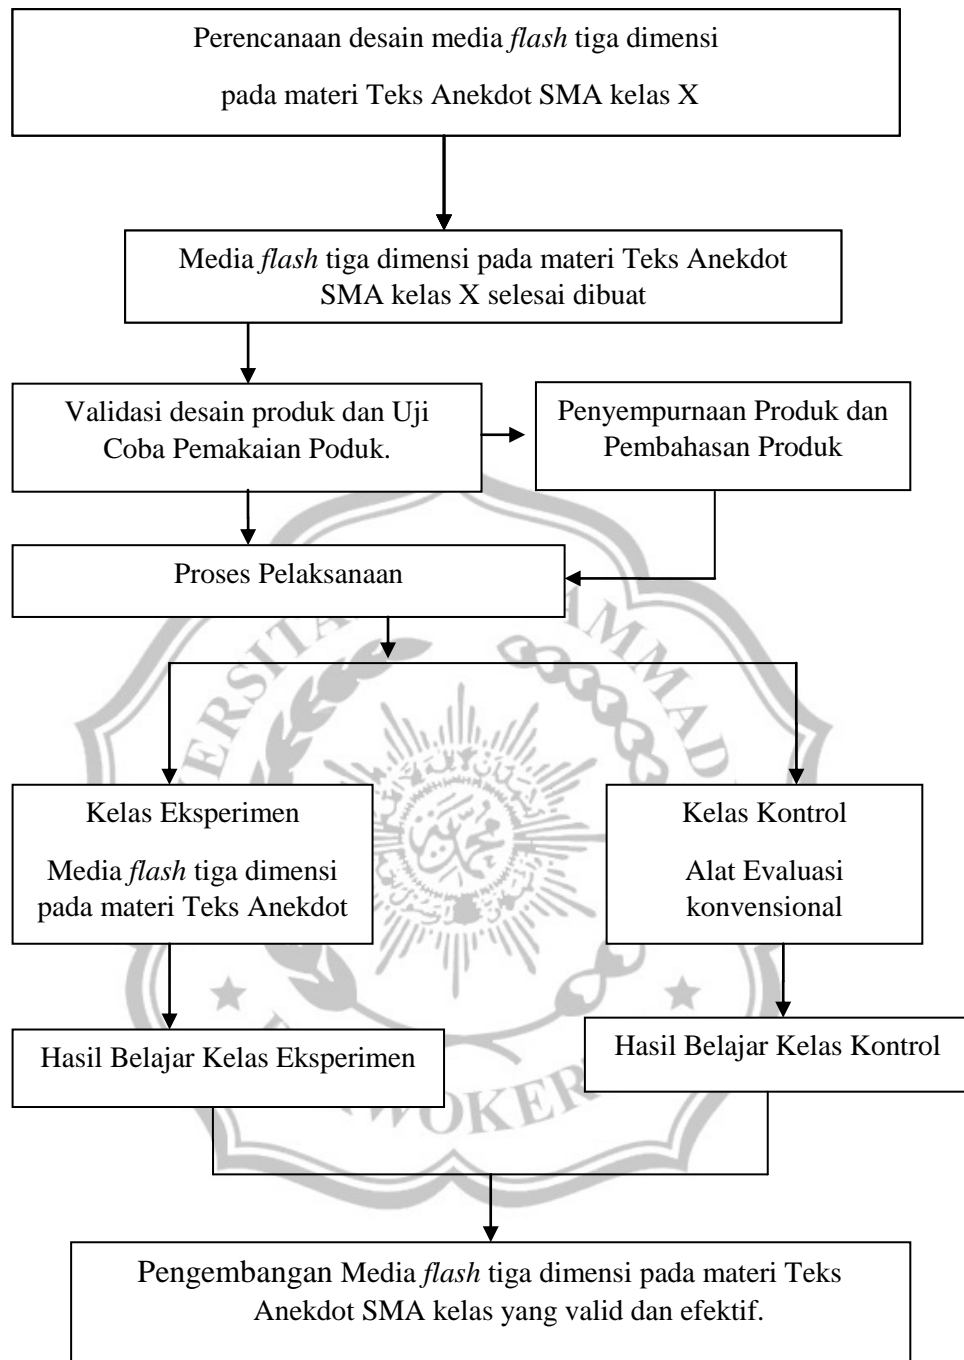 Perencanaan desain media flash tiga dimensi
pada materi Teks Anekdot SMA kelas X
Media flash tiga dimensi pada materi Teks Anekdot
SMA kelas X selesai dibuat
Validasi desain produk dan Uji
Coba Pemakaian Poduk.
Penyempurnaan Produk dan
Pembahasan Produk
Proses Pelaksanaan
Kelas Eksperimen
Media flash tiga dimensi
pada materi Teks Anekdot
Kelas Kontrol
Alat Evaluasi
konvensional
Hasil Belajar Kelas Eksperimen
Hasil Belajar Kelas Kontrol
Pengembangan Media flash tiga dimensi pada materi Teks
Anekdot SMA kelas yang valid dan efektif.